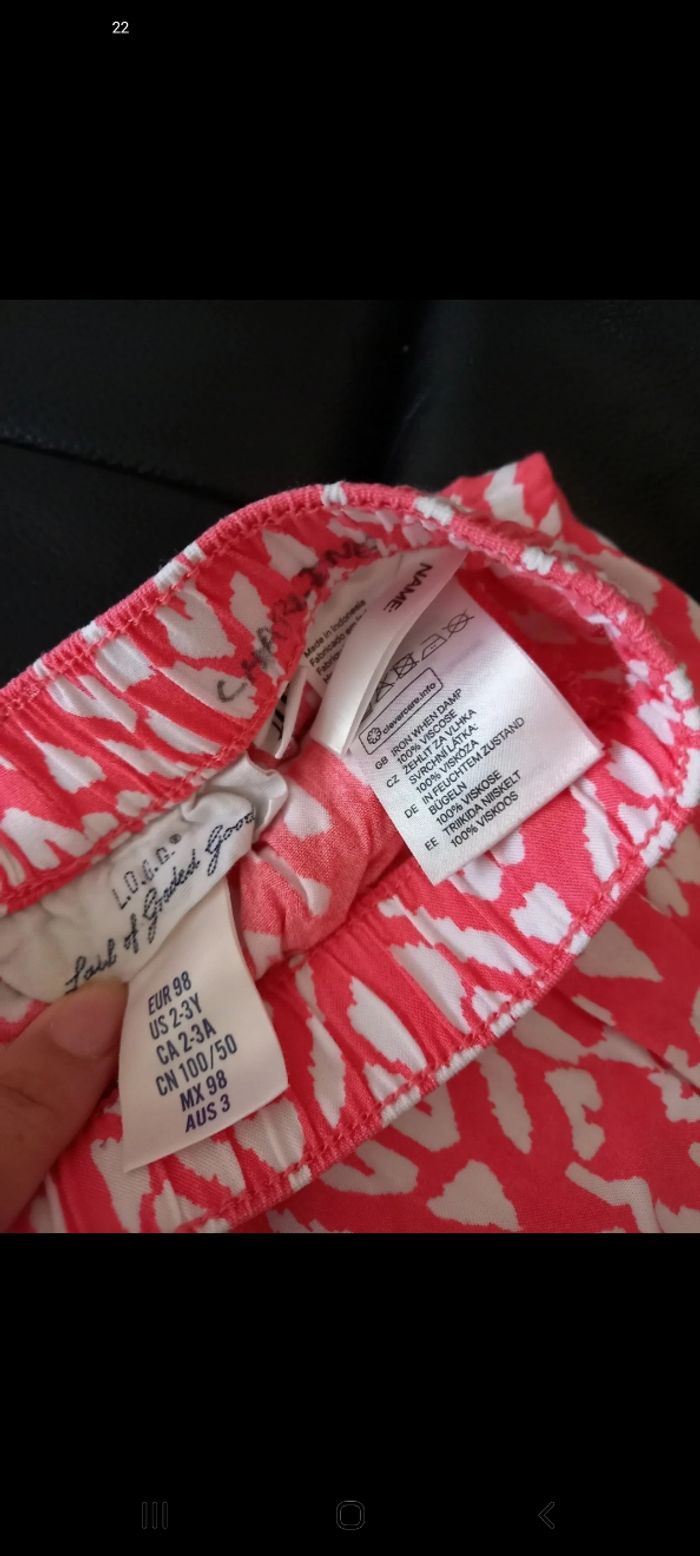 22
NAME:
Made in Indonesia
clevercare.info
GB IRON WHEN DAMP
100% VISCOSE
CZ ŽEHLIT ZA VLHKA
SVRCHNÍ LÁTKA:
100% VISKÓZA
DE IN FEUCHTEM ZUSTAND
BÜGELN
100% VISKOSE
EE TRIIKIDA NIISKELT
100% VISKOOS
L.O.G.G.®
Label of Graded Goods
EUR 98
US 2-3Y
CA 2-3A
CN 100/50
MX 98
AUS 3